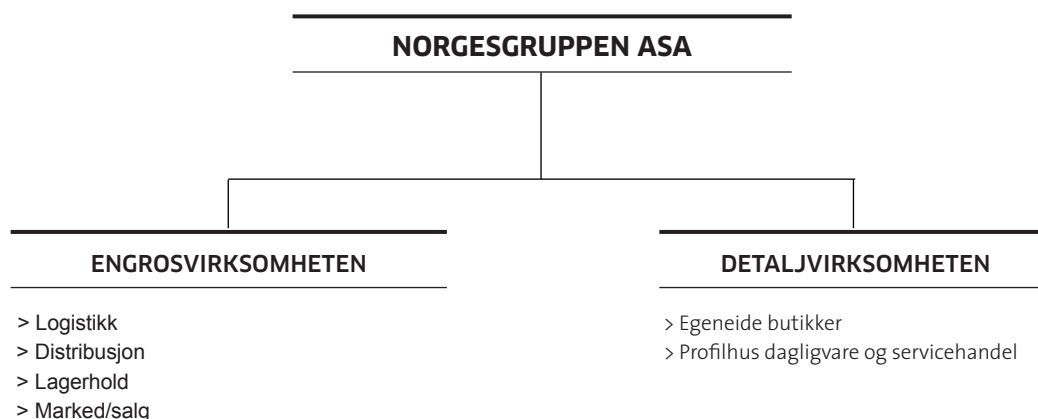 NORGESGRUPPEN ASA
ENGROSVIRKSOMHETEN
> Logistikk
> Distribusjon
> Lagerhold
> Marked/salg
DETALJVIRKSOMHETEN
> Egeneide butikker
> Profilhus dagligvare og servicehandel